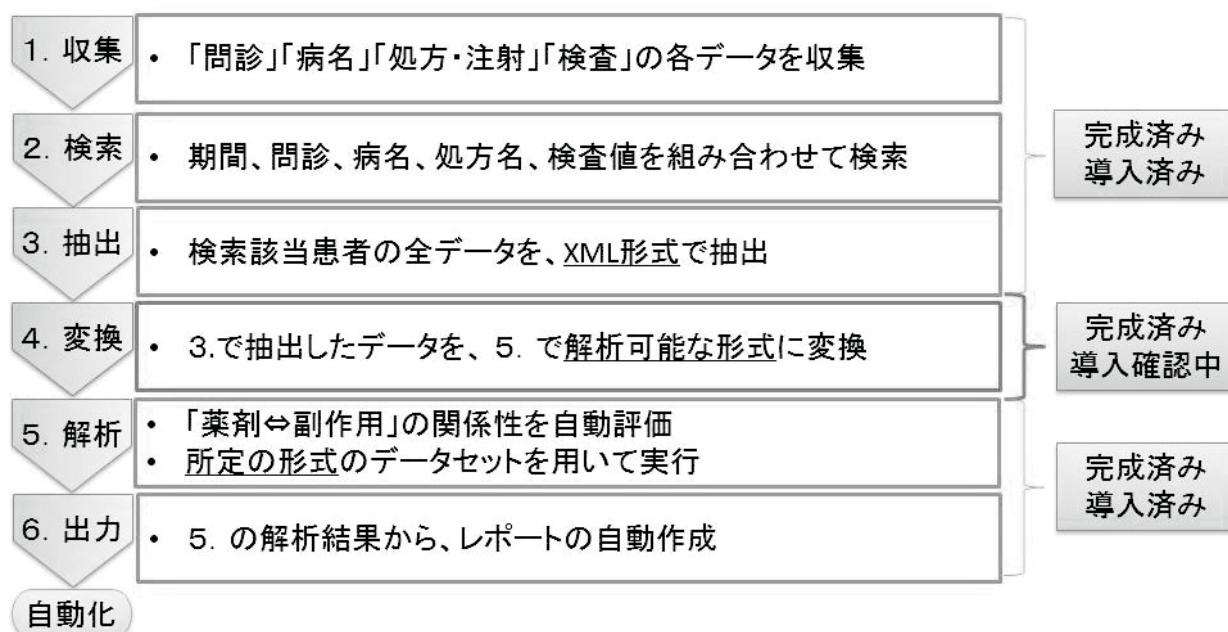 1. 収集
• 「問診」「病名」「処方・注射」「検査」の各データを収集
2. 検索
• 期間、問診、病名、処方名、検査値を組み合わせて検索
3. 抽出
• 検索該当患者の全データを、XML形式で抽出
完成済み
導入済み
4. 変換
• 3.で抽出したデータを、5. で解析可能な形式に変換
完成済み
導入確認中
5. 解析
• 「薬剤⇔副作用」の関係性を自動評価
• 所定の形式のデータセットを用いて実行
6. 出力
• 5. の解析結果から、レポートの自動作成
完成済み
導入済み
自動化